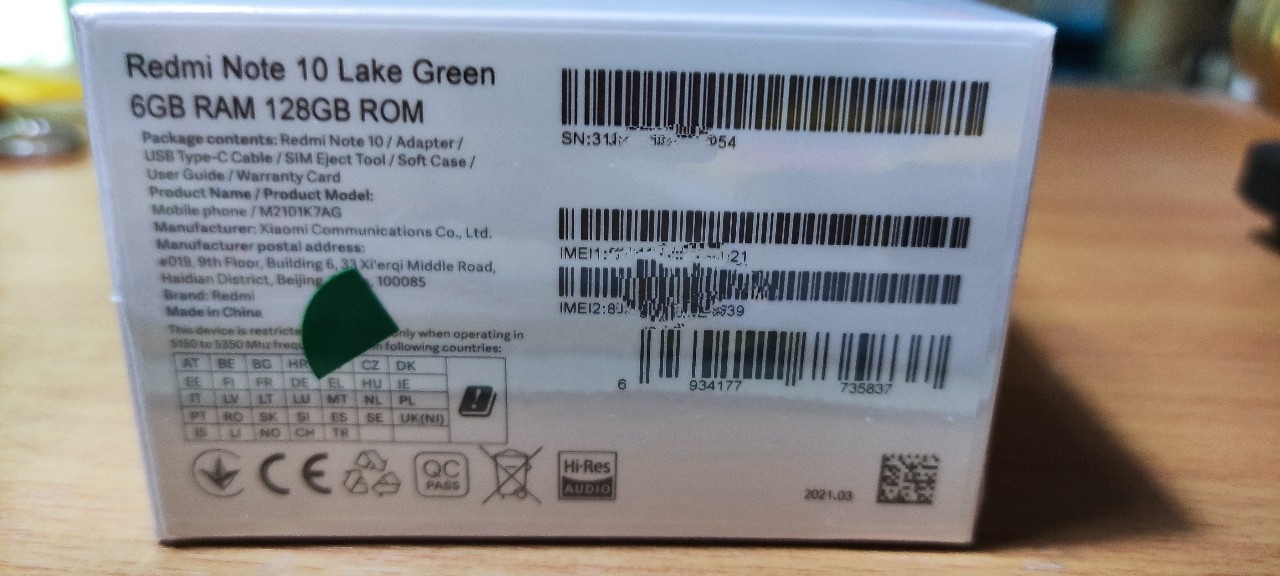 Redmi Note 10 Lake Green
6GB RAM 128GB ROM
Package contents: Redmi Note 10 / Adapter /
USB Type-C Cable / SIM Eject Tool / Soft Case /
User Guide / Warranty Card
Product Name / Product Model:
Mobile phone / M2101K7AG
Manufacturer: Xiaomi Communications Co., Ltd.
Manufacturer postal address:
#019, 9th Floor, Building 6, 33 Xi'erqi Middle Road,
Haidian District, Beijing, 100085
Brand: Redmi
Made in China
This device is only when operating in
5150 to 5350 Mhz following countries:
AT BE BG HR CZ DK
EE FI FR DE EL HU IE
IT LV LT LU MT NL PL
PT RO SK SI ES SE UK(NI)
IS LI NO CH TR
SN:31 954
IMEI1: 21
IMEI2:8 939
6 934177 735837
CE
QC
PASS
Hi-Res
AUDIO
2021.03